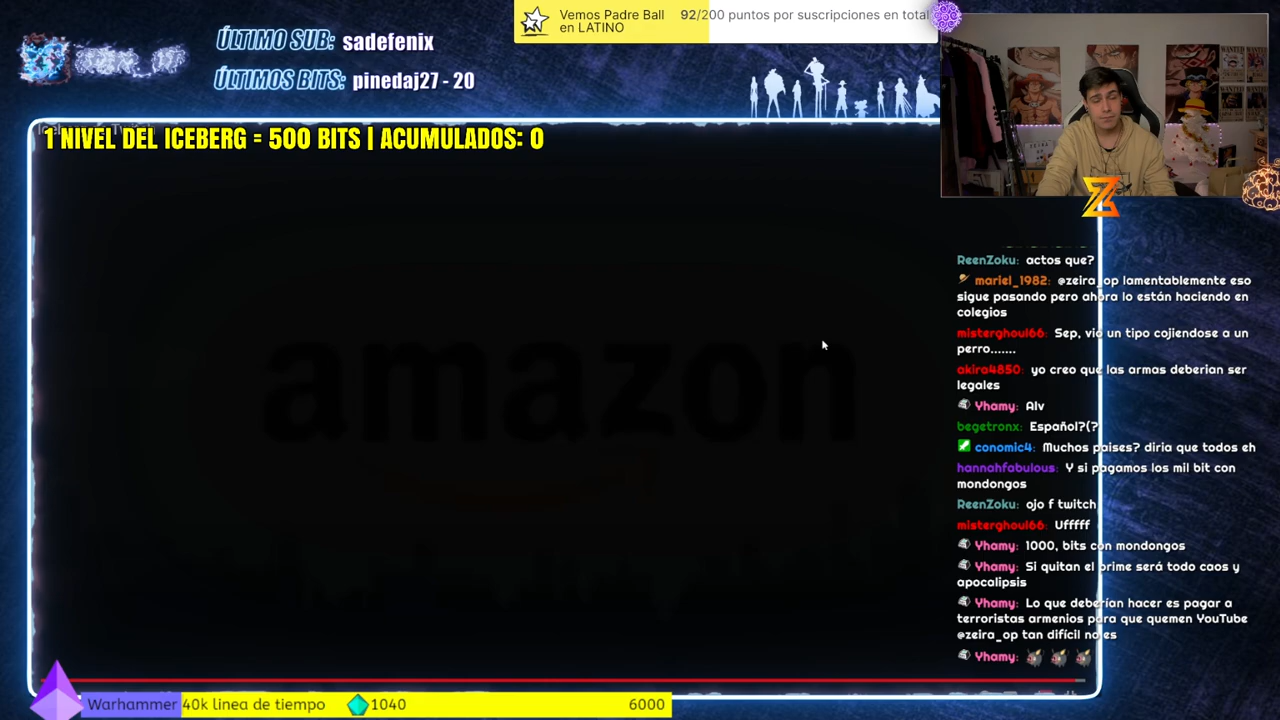 ÚLTIMO SUB: sadefenix
ÚLTIMOS BITS: pinedaj27 - 20
Vemos Padre Ball
en LATINO
92/200 puntos por suscripciones en total
1 NIVEL DEL ICEBERG = 500 BITS | ACUMULADOS: 0
amazon
ReenZoku: actos que?
mariel_1982: @zeira_op lamentablemente eso
sigue pasando pero ahora lo están haciendo en
colegios
misterghoul66: Sep, vio un tipo cojiendose a un
perro.......
akira4850: yo creo que las armas deberian ser
legales
Yhamy: Alv
begetronx: Español?(?
conomic4: Muchos paises? diria que todos eh
hannahfabulous: Y si pagamos los mil bit con
mondongos
ReenZoku: ojo f twitch
misterghoul66: Ufffff
Yhamy: 1000, bits con mondongos
Yhamy: Si quitan el prime será todo caos y
apocalipsis
Yhamy: Lo que deberían hacer es pagar a
terroristas armenios para que quemen YouTube
@zeira_op tan difícil no es
Yhamy:
Warhammer 40k linea de tiempo
1040
6000